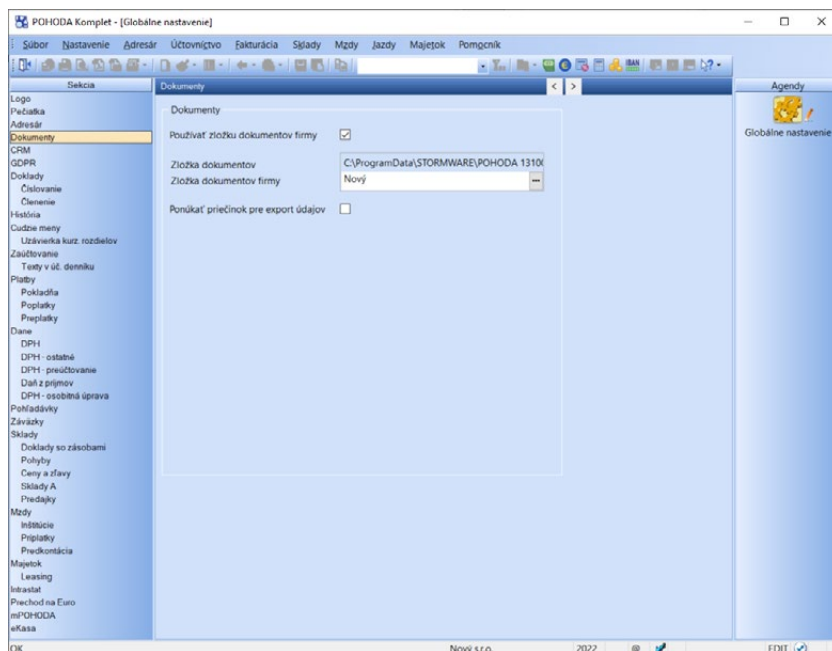 POHODA Komplet - [Globálne nastavenie]
Súbor Nastavenie Adresár Účtovníctvo Fakturácia Sklady Mzdy Jazdy Majetok Pomocník
IBAN
Sekcia
Dokumenty
Agendy
Logo
Pečiatka
Adresár
Dokumenty
CRM
GDPR
Doklady
Číslovanie
Členenie
História
Cudzie meny
Uzávierka kurz. rozdielov
Zaúčtovanie
Texty v úč. denníku
Platby
Pokladňa
Poplatky
Preplatky
Dane
DPH
DPH - ostatné
DPH - preúčtovanie
Daň z príjmov
DPH - osobitná úprava
Pohľadávky
Záväzky
Sklady
Doklady so zásobami
Pohyby
Ceny a zľavy
Sklady A
Predajky
Mzdy
Inštitúcie
Príplatky
Predkontácia
Majetok
Leasing
Intrastat
Prechod na Euro
mPOHODA
eKasa
Dokumenty
Používať zložku dokumentov firmy
Zložka dokumentov C:\ProgramData\STORMWARE\POHODA 1310
Zložka dokumentov firmy Nový
Ponúkať priečinok pre export údajov
Globálne nastavenie
OK Nový s.r.o. 2022 @ EDIT